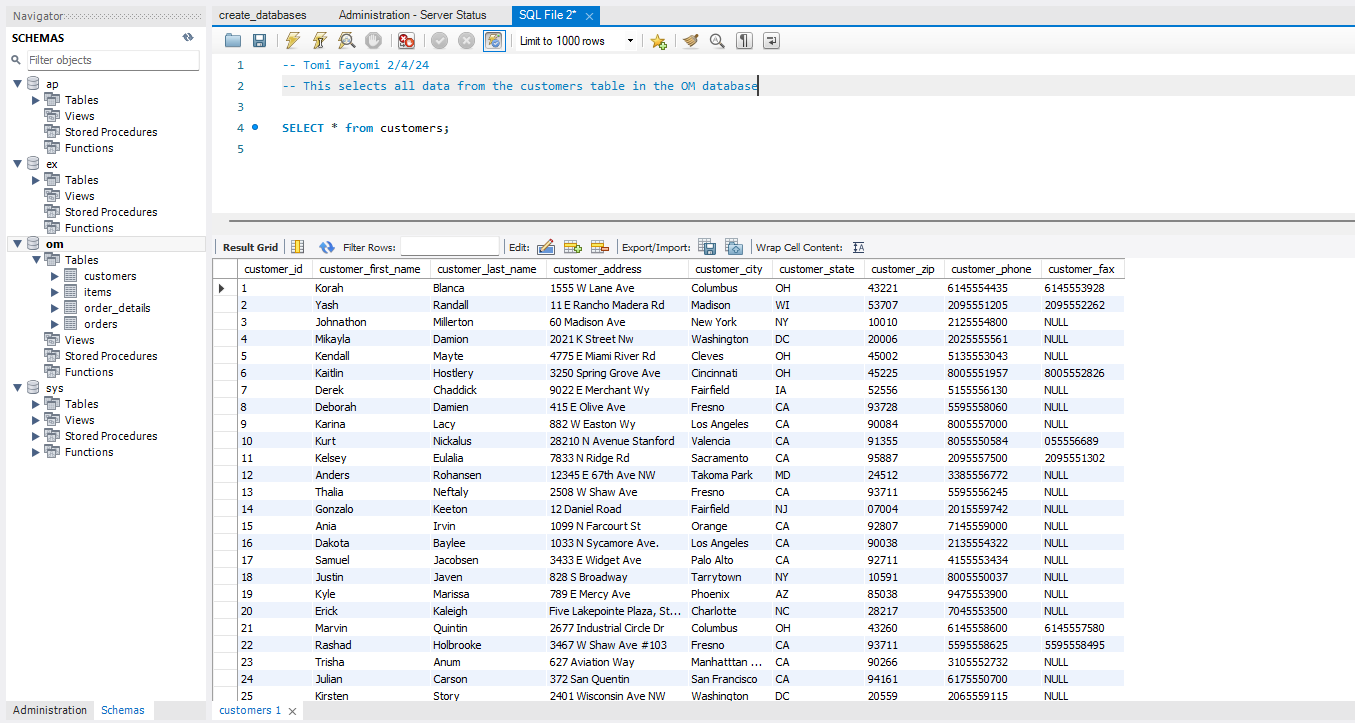 Navigator
SCHEMAS
Filter objects
ap
Tables
Views
Stored Procedures
Functions
ex
Tables
Views
Stored Procedures
Functions
om
Tables
customers
items
order_details
orders
Views
Stored Procedures
Functions
sys
Tables
Views
Stored Procedures
Functions
Administration Schemas
create_databases Administration - Server Status SQL File 2*
Limit to 1000 rows
1 -- Tomi Fayomi 2/4/24
2 -- This selects all data from the customers table in the OM database
3
4 SELECT * from customers;
5
Result Grid Filter Rows: Edit: Export/Import: Wrap Cell Content: IA
customer_id customer_first_name customer_last_name customer_address customer_city customer_state customer_zip customer_phone customer_fax
1 Korah Blanca 1555 W Lane Ave Columbus OH 43221 6145554435 6145553928
2 Yash Randall 11 E Rancho Madera Rd Madison WI 53707 2095551205 2095552262
3 Johnathon Millerton 60 Madison Ave New York NY 10010 2125554800 NULL
4 Mikayla Damion 2021 K Street Nw Washington DC 20006 2025555561 NULL
5 Kendall Mayte 4775 E Miami River Rd Cleves OH 45002 5135553043 NULL
6 Kaitlin Hostlery 3250 Spring Grove Ave Cincinnati OH 45225 8005551957 8005552826
7 Derek Chaddick 9022 E Merchant Wy Fairfield IA 52556 5155556130 NULL
8 Deborah Damien 415 E Olive Ave Fresno CA 93728 5595558060 NULL
9 Karina Lacy 882 W Easton Wy Los Angeles CA 90084 8005557000 NULL
10 Kurt Nickalus 28210 N Avenue Stanford Valencia CA 91355 8055550584 055556689
11 Kelsey Eulalia 7833 N Ridge Rd Sacramento CA 95887 2095557500 2095551302
12 Anders Rohansen 12345 E 67th Ave NW Takoma Park MD 24512 3385556772 NULL
13 Thalia Neftaly 2508 W Shaw Ave Fresno CA 93711 5595556245 NULL
14 Gonzalo Keeton 12 Daniel Road Fairfield NJ 07004 2015559742 NULL
15 Ania Irvin 1099 N Farcourt St Orange CA 92807 7145559000 NULL
16 Dakota Baylee 1033 N Sycamore Ave. Los Angeles CA 90038 2135554322 NULL
17 Samuel Jacobsen 3433 E Widget Ave Palo Alto CA 92711 4155553434 NULL
18 Justin Javen 828 S Broadway Tarrytown NY 10591 8005550037 NULL
19 Kyle Marissa 789 E Mercy Ave Phoenix AZ 85038 9475553900 NULL
20 Erick Kaleigh Five Lakepointe Plaza, St... Charlotte NC 28217 7045553500 NULL
21 Marvin Quintin 2677 Industrial Circle Dr Columbus OH 43260 6145558600 6145557580
22 Rashad Holbrooke 3467 W Shaw Ave #103 Fresno CA 93711 5595558625 5595558495
23 Trisha Anum 627 Aviation Way Manhatttan ... CA 90266 3105552732 NULL
24 Julian Carson 372 San Quentin San Francisco CA 94161 6175550700 NULL
25 Kirsten Story 2401 Wisconsin Ave NW Washington DC 20559 2065559115 NULL
customers 1